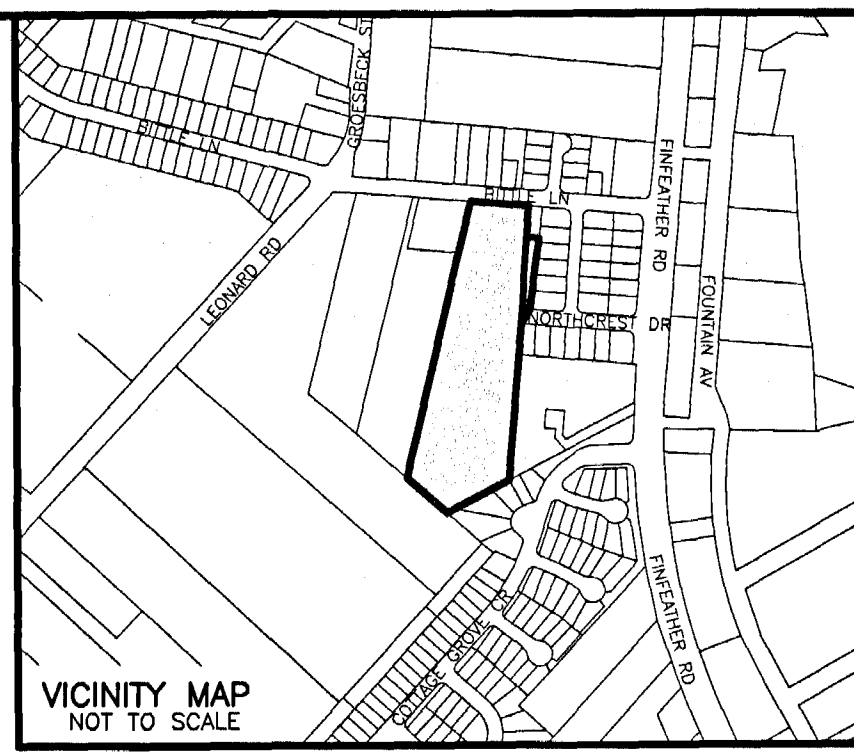 GROESBECK ST
BITTLE LN
BITTLE LN
FINFEATHER RD
LEONARD RD
FOUNTAIN AV
NORTHCREST DR
FINFEATHER RD
COTTAGE GROVE CR
VICINITY MAP
NOT TO SCALE